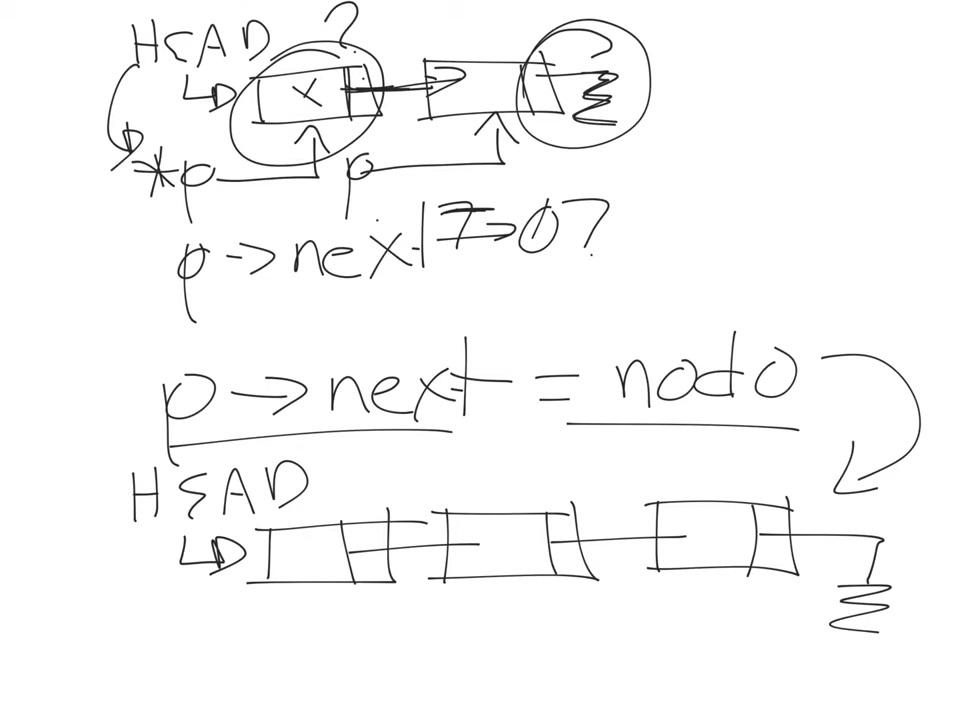 HEAD ?
X
*p p
p->next ⇒0?
p->next = nodo
HEAD